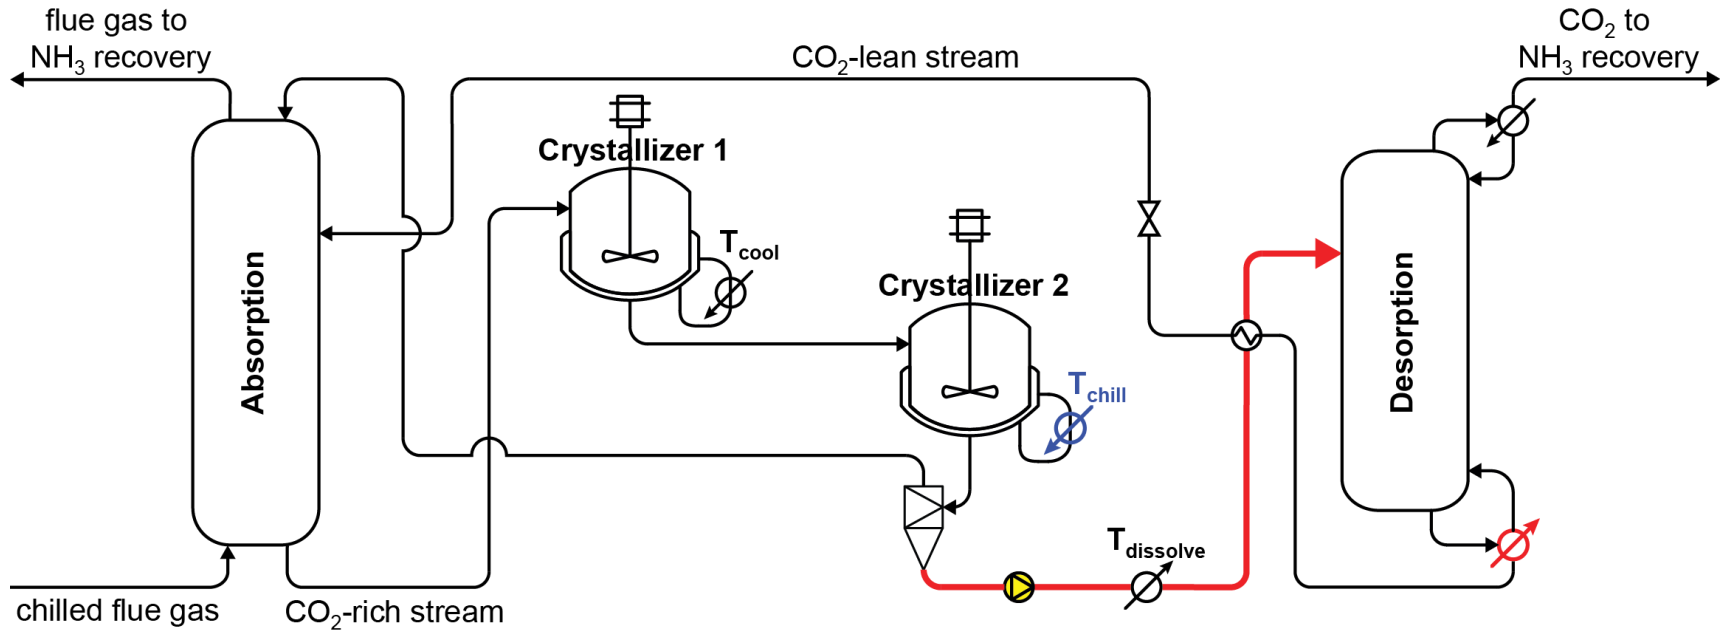 flue gas to
NH3 recovery
CO2-lean stream
CO2 to
NH3 recovery
Crystallizer 1
Tcool
Crystallizer 2
Tchill
Absorption
Desorption
Tdissolve
chilled flue gas
CO2-rich stream